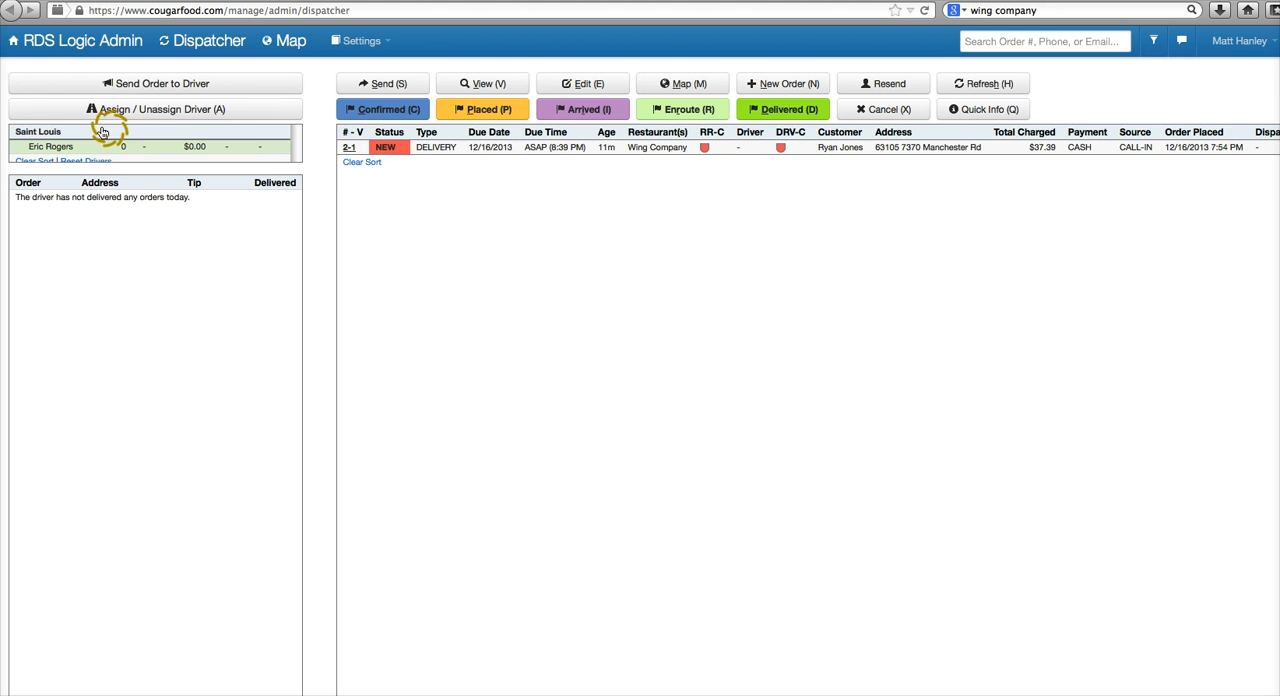 https://www.cougarfood.com/manage/admin/dispatcher
wing company
RDS Logic Admin Dispatcher Map Settings Search Order #, Phone, or Email... Matt Hanley
Send Order to Driver
Assign / Unassign Driver (A)
Saint Louis
Eric Rogers 0 - $0.00 - -
Clear Sort | Reset Drivers
Order Address Tip Delivered
The driver has not delivered any orders today.
Send (S) View (V) Edit (E) Map (M) New Order (N) Resend Refresh (H)
Confirmed (C) Placed (P) Arrived (I) Enroute (R) Delivered (D) Cancel (X) Quick Info (Q)
# - V Status Type Due Date Due Time Age Restaurant(s) RR-C Driver DRV-C Customer Address Total Charged Payment Source Order Placed Dispa
2-1 NEW DELIVERY 12/16/2013 ASAP (8:39 PM) 11m Wing Company - Ryan Jones 63105 7370 Manchester Rd $37.39 CASH CALL-IN 12/16/2013 7:54 PM -
Clear Sort